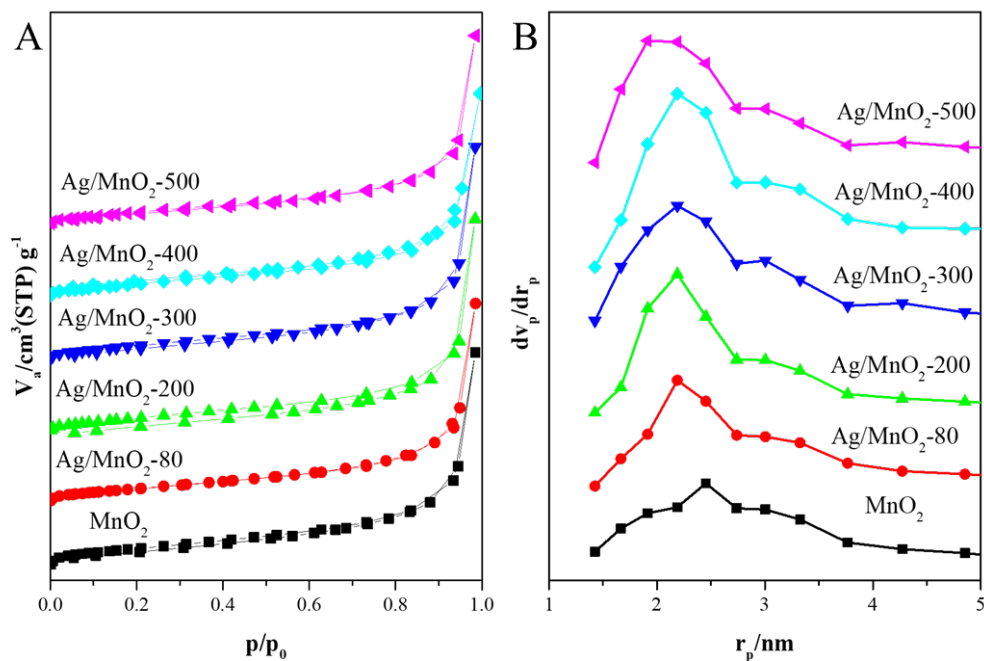 A
Ag/MnO₂-500
Ag/MnO₂-400
Ag/MnO₂-300
Ag/MnO₂-200
Ag/MnO₂-80
MnO₂
Vₐ/cm³(STP) g⁻¹
0.0 0.2 0.4 0.6 0.8 1.0
p/p₀
B
Ag/MnO₂-500
Ag/MnO₂-400
Ag/MnO₂-300
Ag/MnO₂-200
Ag/MnO₂-80
MnO₂
dvₚ/drₚ
1 2 3 4 5
rₚ/nm